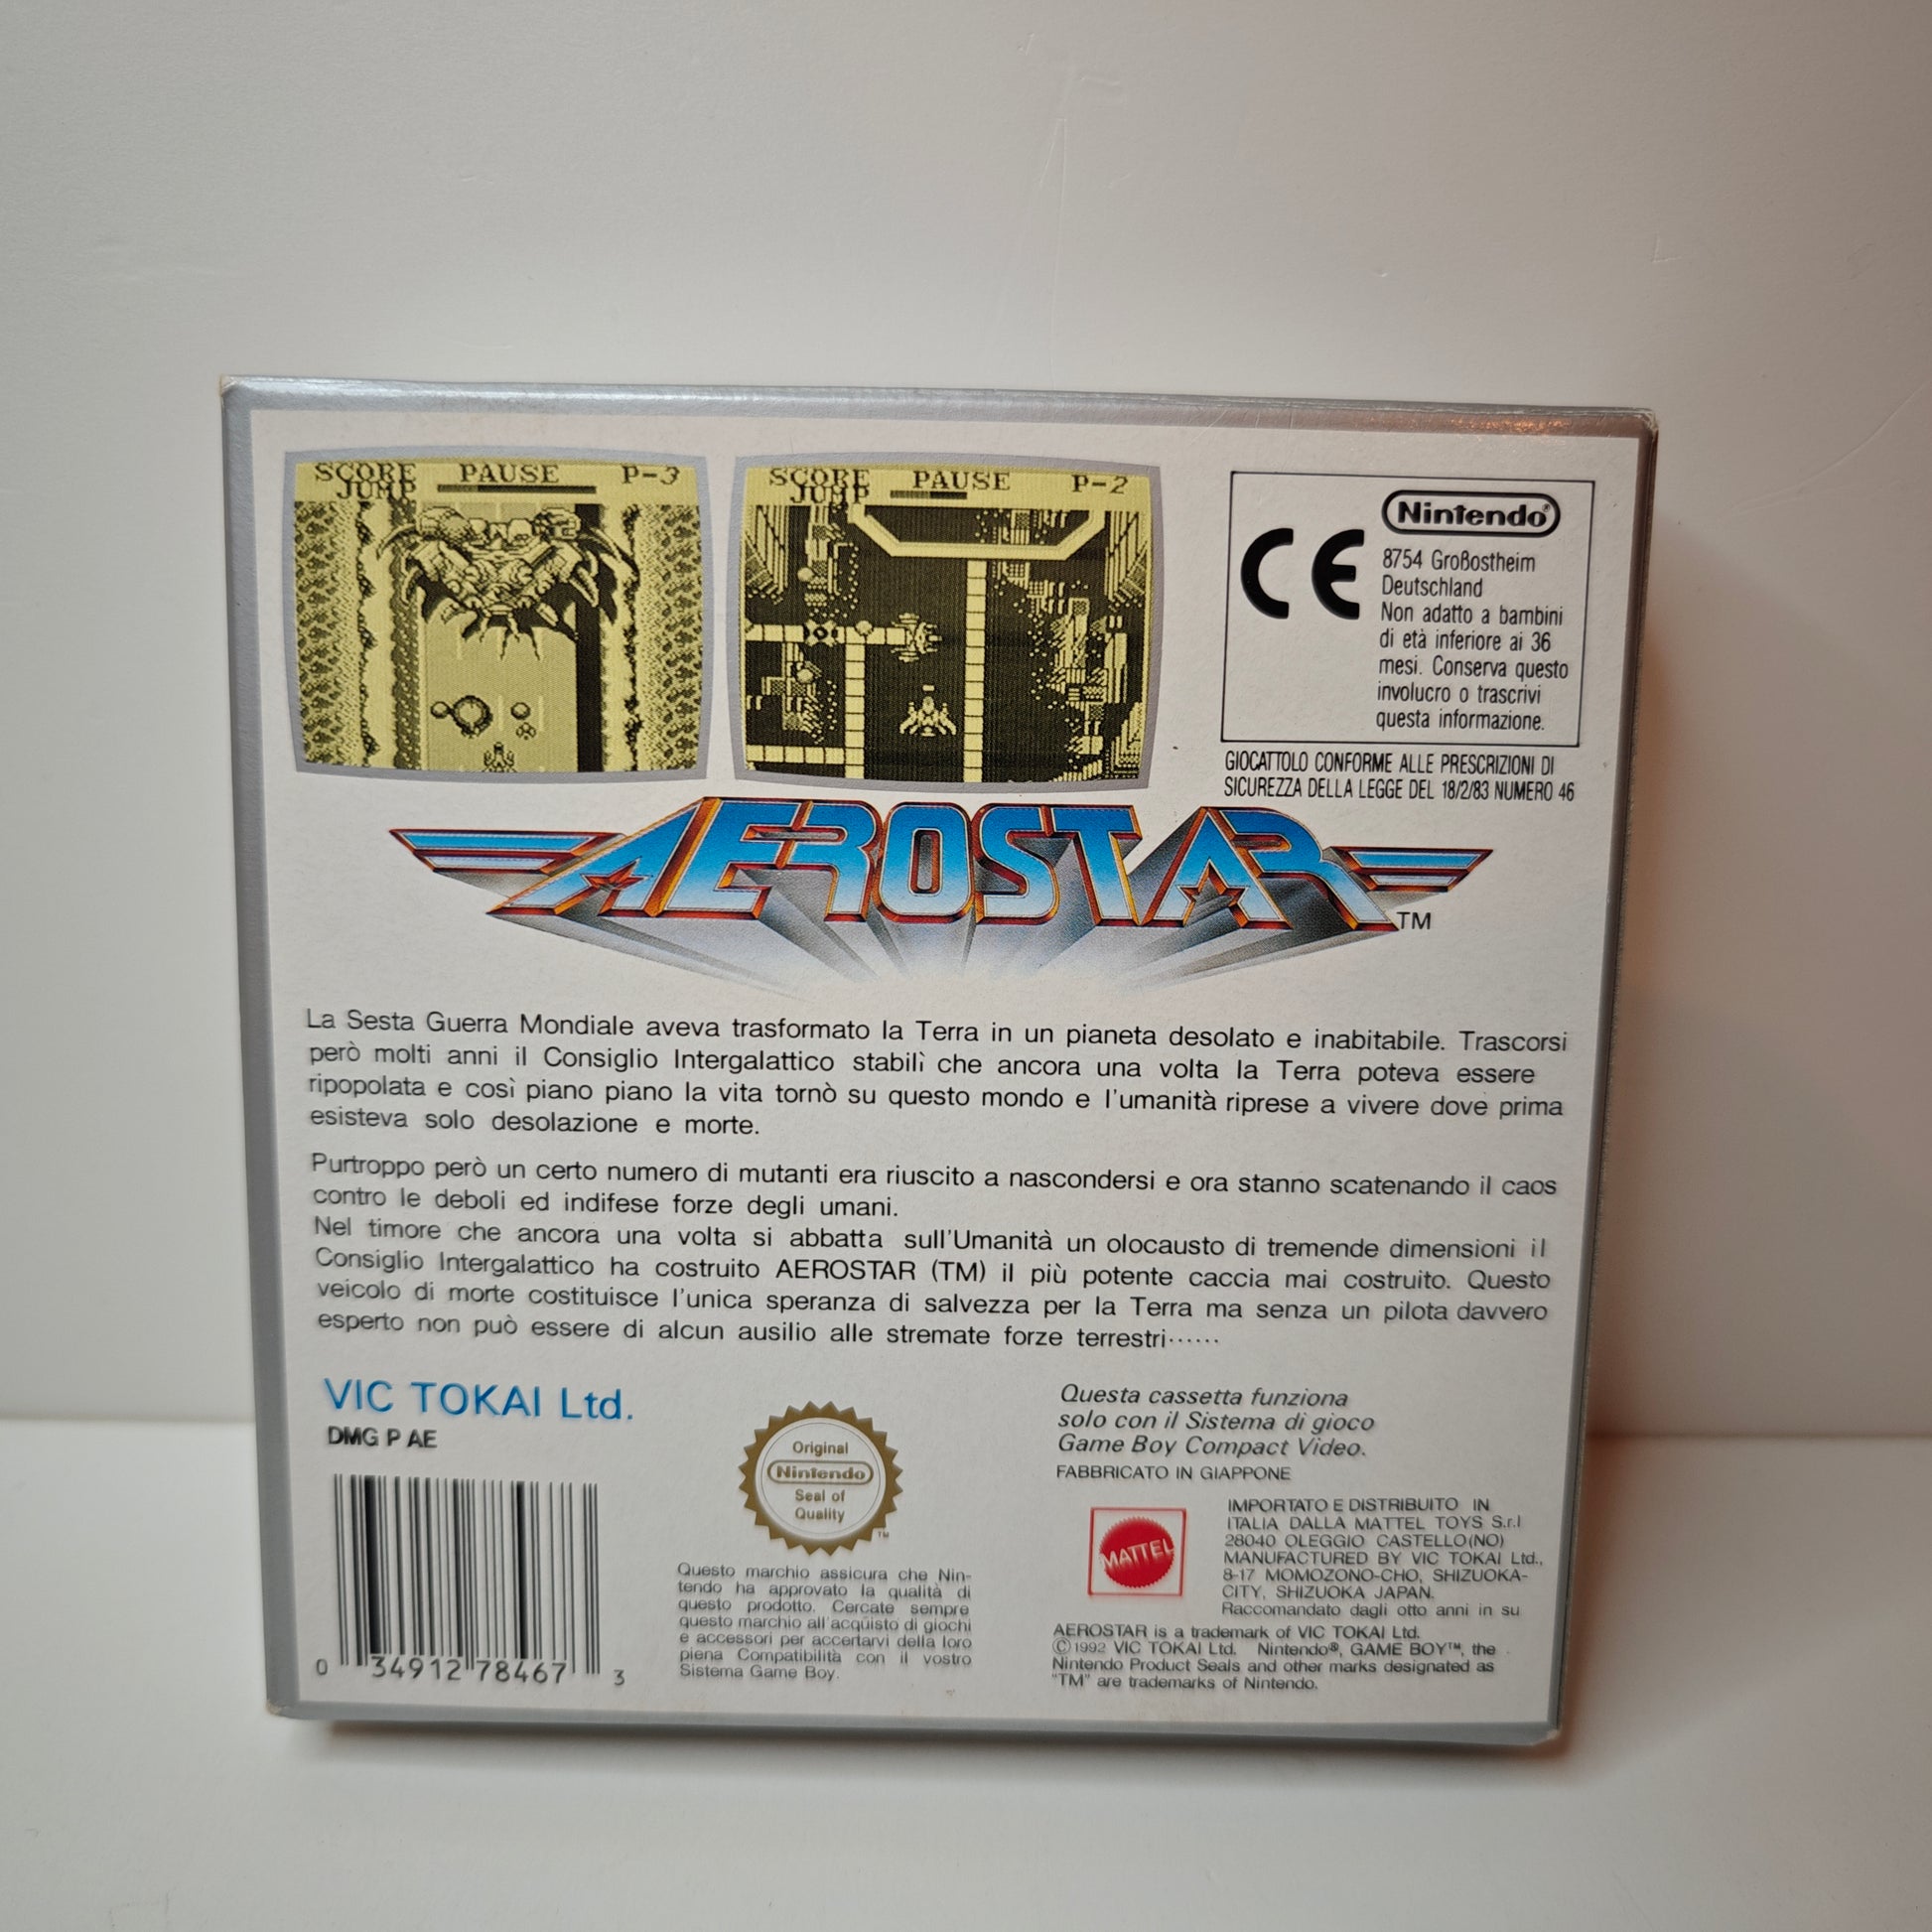 SCORE PAUSE P-3
JUMP
SCORE PAUSE P-2
JUMP
Nintendo®
CE
8754 Großostheim
Deutschland
Non adatto a bambini
di età inferiore ai 36
mesi. Conserva questo
involucro o trascrivi
questa informazione.
GIOCATTOLO CONFORME ALLE PRESCRIZIONI DI
SICUREZZA DELLA LEGGE DEL 18/2/83 NUMERO 46
AEROSTAR TM
La Sesta Guerra Mondiale aveva trasformato la Terra in un pianeta desolato e inabitabile. Trascorsi
però molti anni il Consiglio Intergalattico stabilì che ancora una volta la Terra poteva essere
ripopolata e così piano piano la vita tornò su questo mondo e l'umanità riprese a vivere dove prima
esisteva solo desolazione e morte.
Purtroppo però un certo numero di mutanti era riuscito a nascondersi e ora stanno scatenando il caos
contro le deboli ed indifese forze degli umani.
Nel timore che ancora una volta si abbatta sull'Umanità un olocausto di tremende dimensioni il
Consiglio Intergalattico ha costruito AEROSTAR (TM) il più potente caccia mai costruito. Questo
veicolo di morte costituisce l'unica speranza di salvezza per la Terra ma senza un pilota davvero
esperto non può essere di alcun ausilio alle stremate forze terrestri······
VIC TOKAI Ltd.
DMG P AE
0 34912 78467 3
Original
Nintendo
Seal of
Quality
TM
Questo marchio assicura che Nin-
tendo ha approvato la qualità di
questo prodotto. Cercate sempre
questo marchio all'acquisto di giochi
e accessori per accertarvi della loro
piena Compatibilità con il vostro
Sistema Game Boy.
Questa cassetta funziona
solo con il Sistema di gioco
Game Boy Compact Video.
FABBRICATO IN GIAPPONE
MATTEL
IMPORTATO E DISTRIBUITO IN
ITALIA DALLA MATTEL TOYS S.r.l
28040 OLEGGIO CASTELLO(NO)
MANUFACTURED BY VIC TOKAI Ltd.,
8-17 MOMOZONO-CHO, SHIZUOKA-
CITY, SHIZUOKA JAPAN.
Raccomandato dagli otto anni in su
AEROSTAR is a trademark of VIC TOKAI Ltd.
©1992 VIC TOKAI Ltd. Nintendo®, GAME BOY™, the
Nintendo Product Seals and other marks designated as
"TM" are trademarks of Nintendo.